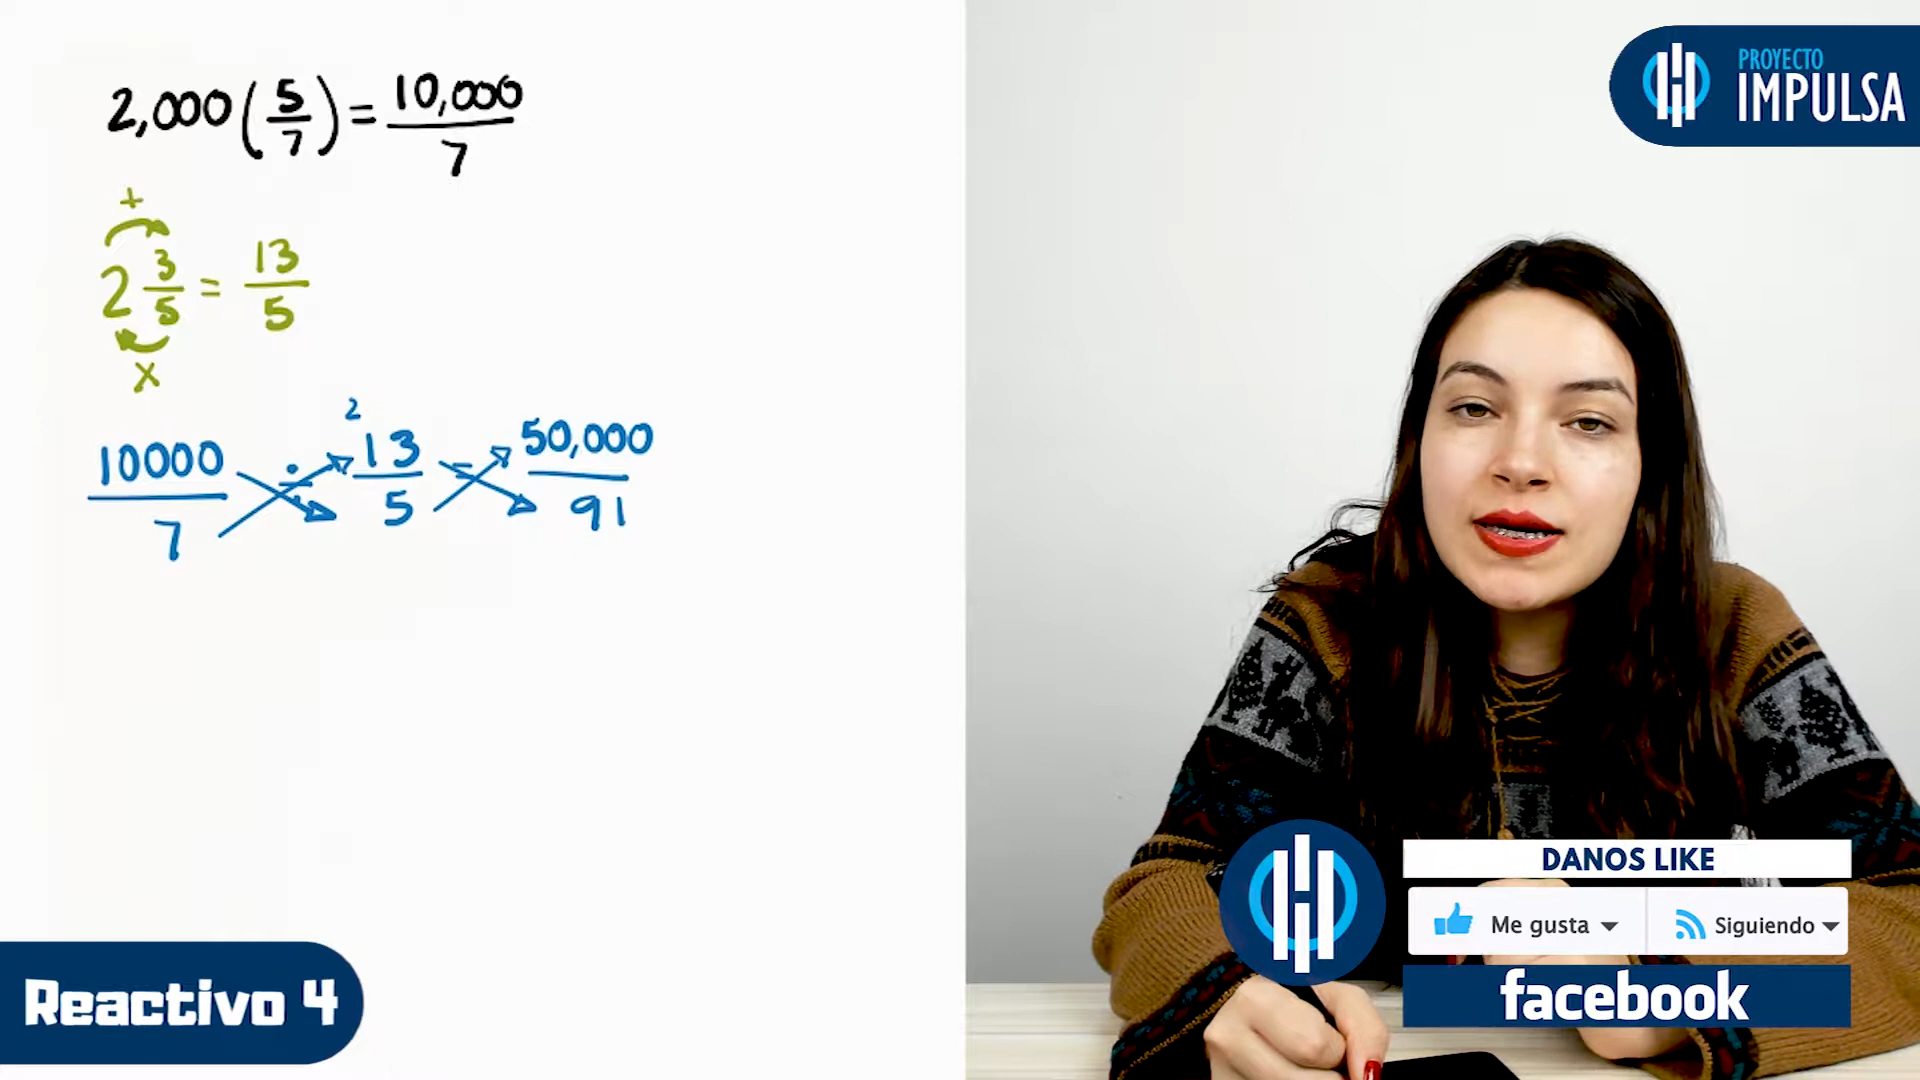 2,000 (5/7) = 10,000/7
+
2 3/5 = 13/5
x
2
10000/7 ÷ 13/5 = 50,000/91
Reactivo 4
PROYECTO
IMPULSA
DANOS LIKE
Me gusta
Siguiendo
facebook